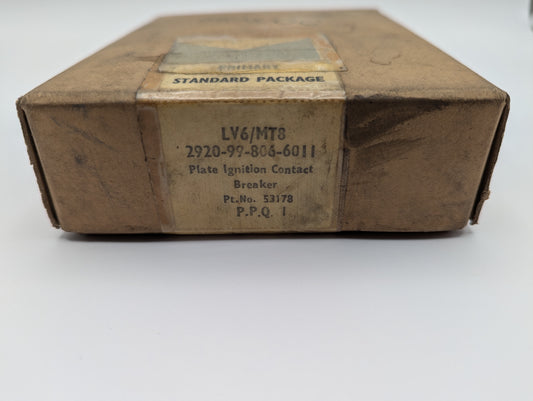 PRIMARY
STANDARD PACKAGE
LV6/MT8
2920-99-806-6011
Plate Ignition Contact
Breaker
Pt.No. 53178
P.P.Q. 1